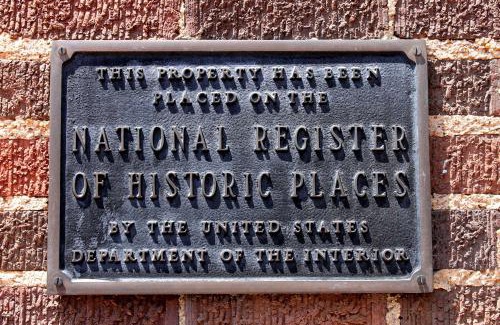 THIS PROPERTY HAS BEEN
PLACED ON THE
NATIONAL REGISTER
OF HISTORIC PLACES
BY THE UNITED STATES
DEPARTMENT OF THE INTERIOR